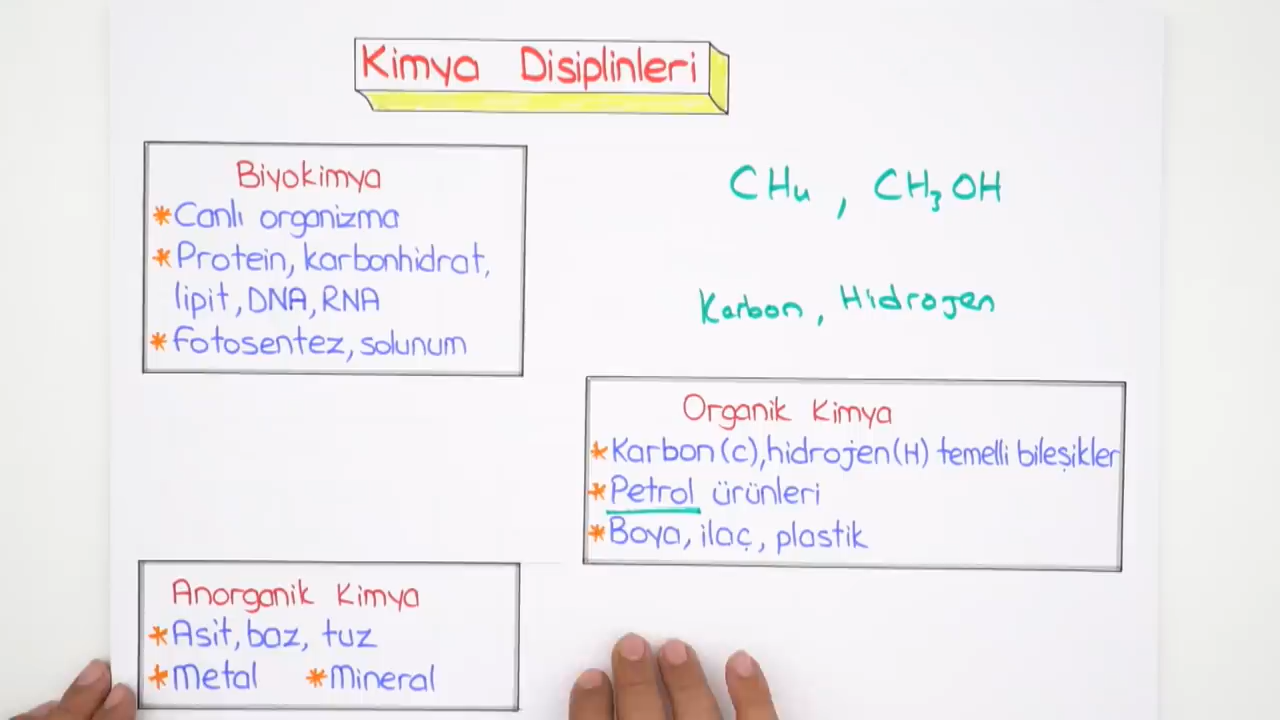 Kimya Disiplinleri
Biyokimya
* Canlı organizma
* Protein, karbonhidrat,
lipit, DNA, RNA
* fotosentez, solunum
CH₄, CH₃OH
Karbon, Hidrojen
Organik Kimya
* Karbon(c), hidrojen(H) temelli bileşikler
* Petrol ürünleri
* Boya, ilaç, plastik
Anorganik Kimya
* Asit, baz, tuz
* Metal * Mineral